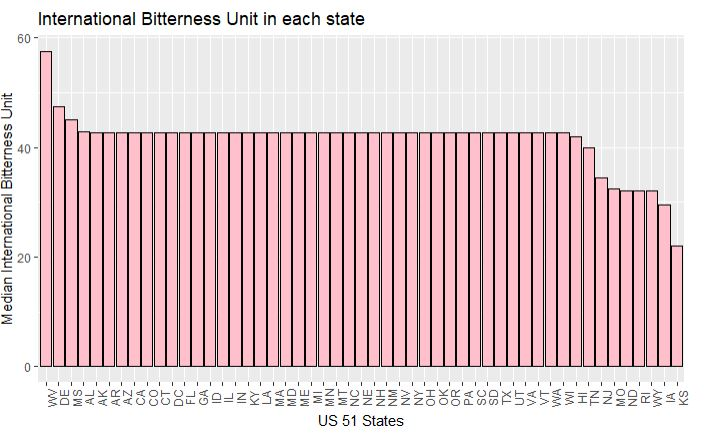 International Bitterness Unit in each state
Median International Bitterness Unit
60
40
20
0
WV DE MS AL AK AR AZ CA CO CT DC FL GA ID IL IN KY LA MA MD ME MI MN MT NC NE NH NM NV NY OH OK OR PA SC SD TX UT VA VT WA WI HI TN NJ MO ND RI WY IA KS
US 51 States